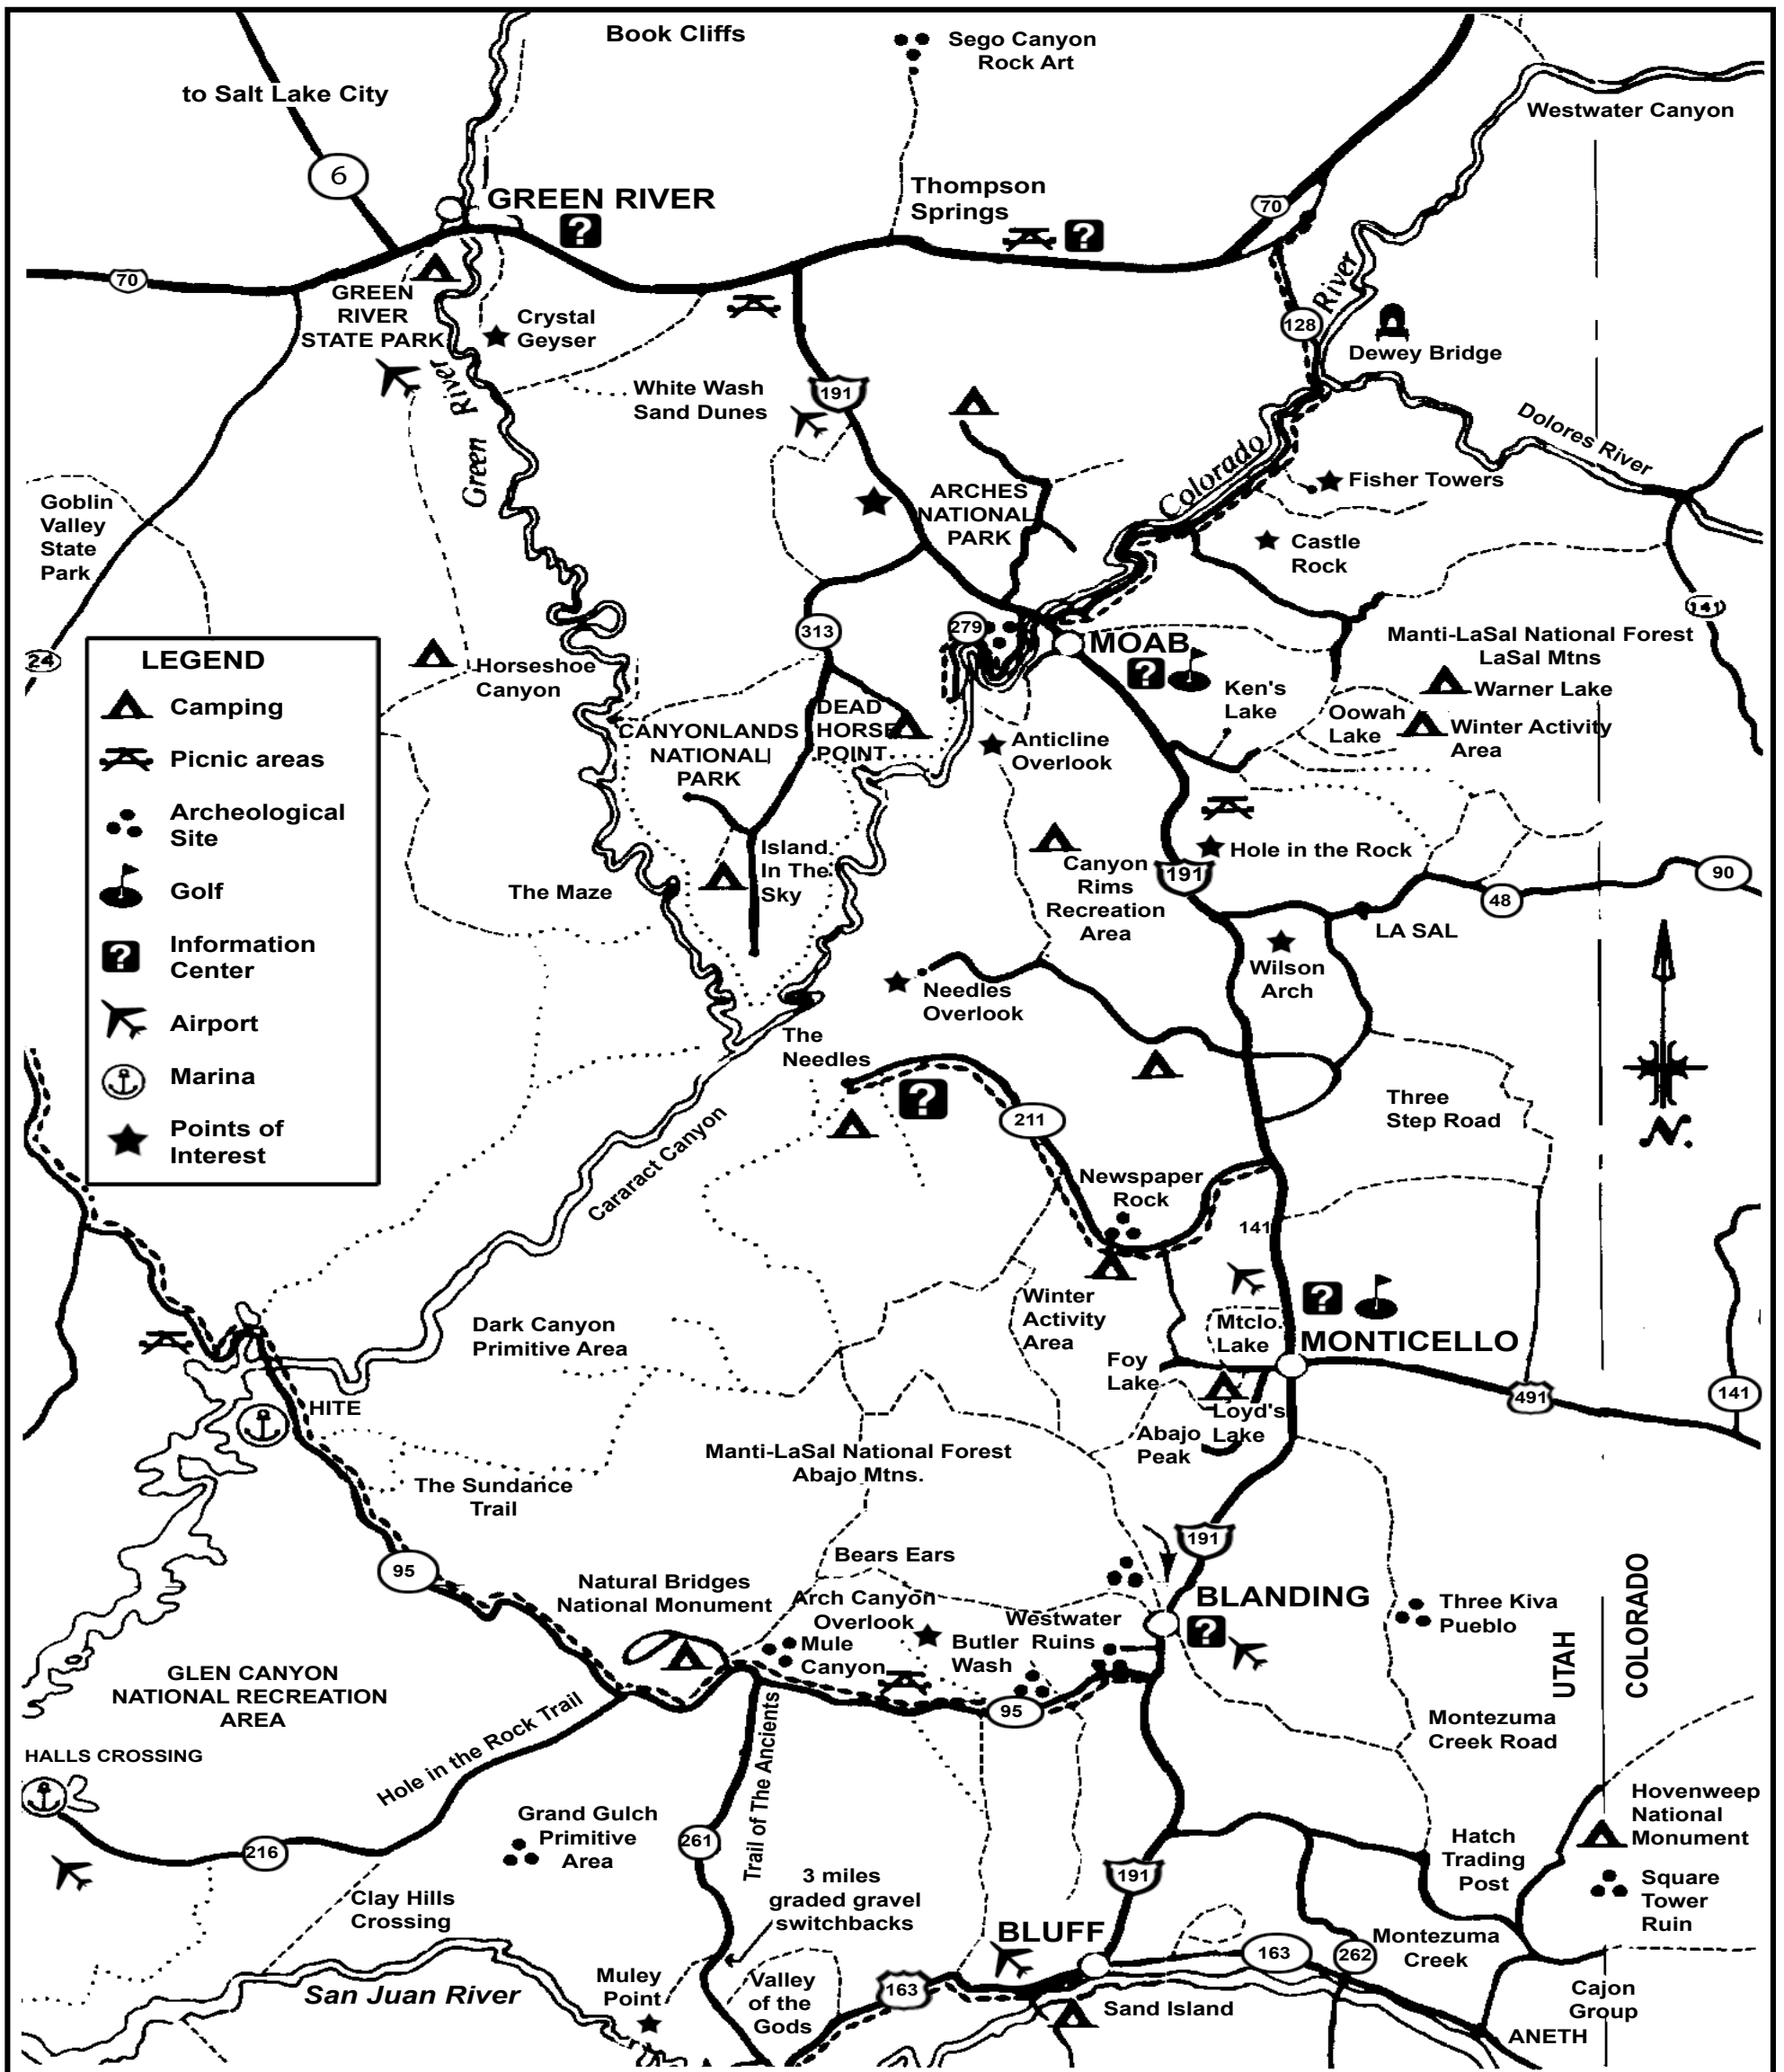 Book Cliffs
Sego Canyon
Rock Art
to Salt Lake City
Westwater Canyon
6
GREEN RIVER
?
Thompson
Springs
?
70
River
70
GREEN
RIVER
STATE PARK
Crystal
Geyser
128
Dewey Bridge
River
Green
White Wash
Sand Dunes
191
Dolores River
Colorado
Goblin
Valley
State
Park
ARCHES
NATIONAL
PARK
Fisher Towers
Castle
Rock
141
24
313
279
MOAB
?
Manti-LaSal National Forest
LaSal Mtns
Warner Lake
Winter Activity
Area
LEGEND
Camping
Picnic areas
Archeological
Site
Golf
?
Information
Center
Airport
Marina
Points of
Interest
Horseshoe
Canyon
CANYONLANDS
NATIONAL
PARK
DEAD
HORSE
POINT
Ken's
Lake
Oowah
Lake
Anticline
Overlook
Island
In The
Sky
The Maze
Canyon
Rims
Recreation
Area
Hole in the Rock
191
90
48
LA SAL
Wilson
Arch
Needles
Overlook
The
Needles
?
211
Three
Step Road
Cararact Canyon
Newspaper
Rock
141
Winter
Activity
Area
?
Mtclo.
Lake
MONTICELLO
Foy
Lake
Loyd's
Lake
Abajo
Peak
491
141
Dark Canyon
Primitive Area
HITE
Manti-LaSal National Forest
Abajo Mtns.
The Sundance
Trail
95
191
Bears Ears
Natural Bridges
National Monument
Arch Canyon
Overlook
Mule
Canyon
Butler
Wash
Westwater
Ruins
BLANDING
?
Three Kiva
Pueblo
UTAH
COLORADO
GLEN CANYON
NATIONAL RECREATION
AREA
95
Montezuma
Creek Road
HALLS CROSSING
Hole in the Rock Trail
Trail of The Ancients
216
Grand Gulch
Primitive
Area
261
Clay Hills
Crossing
3 miles
graded gravel
switchbacks
191
Hovenweep
National
Monument
Hatch
Trading
Post
Square
Tower
Ruin
BLUFF
163
262
Montezuma
Creek
San Juan River
Muley
Point
Valley
of the
Gods
163
Sand Island
Cajon
Group
ANETH
N.